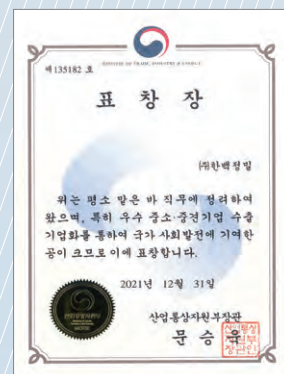 MINISTRY OF TRADE, INDUSTRY & ENERGY
제135182 호
표 창 장
㈜한백정밀
위는 평소 맡은 바 직무에 정려하여
왔으며, 특히 우수 중소·중견기업 수출
기업화를 통하여 국가 사회발전에 기여한
공이 크므로 이에 표창합니다.
2021년 12월 31일
산업통상자원부장관
문 승 욱